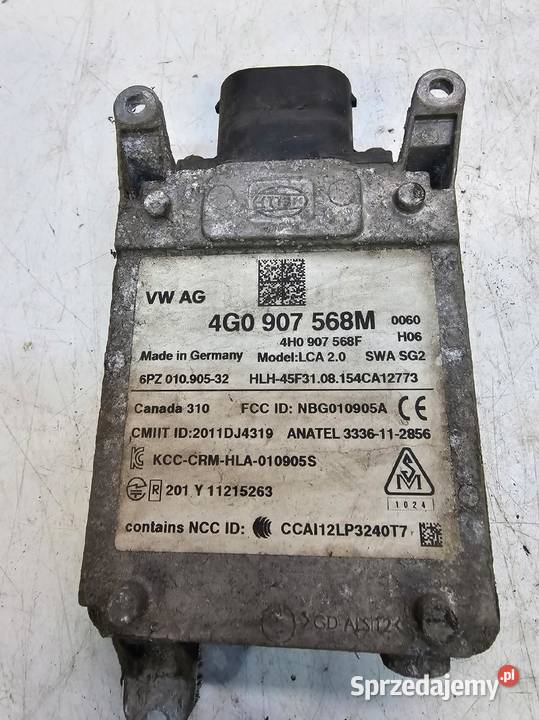 HELLA
VW AG
4G0 907 568M 0060
4H0 907 568F H06
Made in Germany Model:LCA 2.0 SWA SG2
6PZ 010.905-32 HLH-45F31.08.154CA12773
Canada 310 FCC ID: NBG010905A CE
CMIIT ID:2011DJ4319 ANATEL 3336-11-2856
KCC-CRM-HLA-010905S
R 201 Y 11215263
S M
1024
contains NCC ID: CCAI12LP3240T7
>GD-ALSI12<
Sprzedajemy.pl